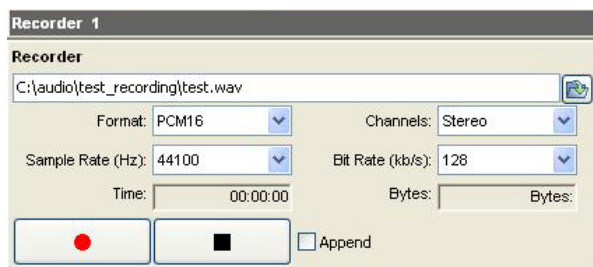 Recorder 1
Recorder
C:\audio\test_recording\test.wav
Format: PCM16 Channels: Stereo
Sample Rate (Hz): 44100 Bit Rate (kb/s): 128
Time: 00:00:00 Bytes: Bytes:
Append